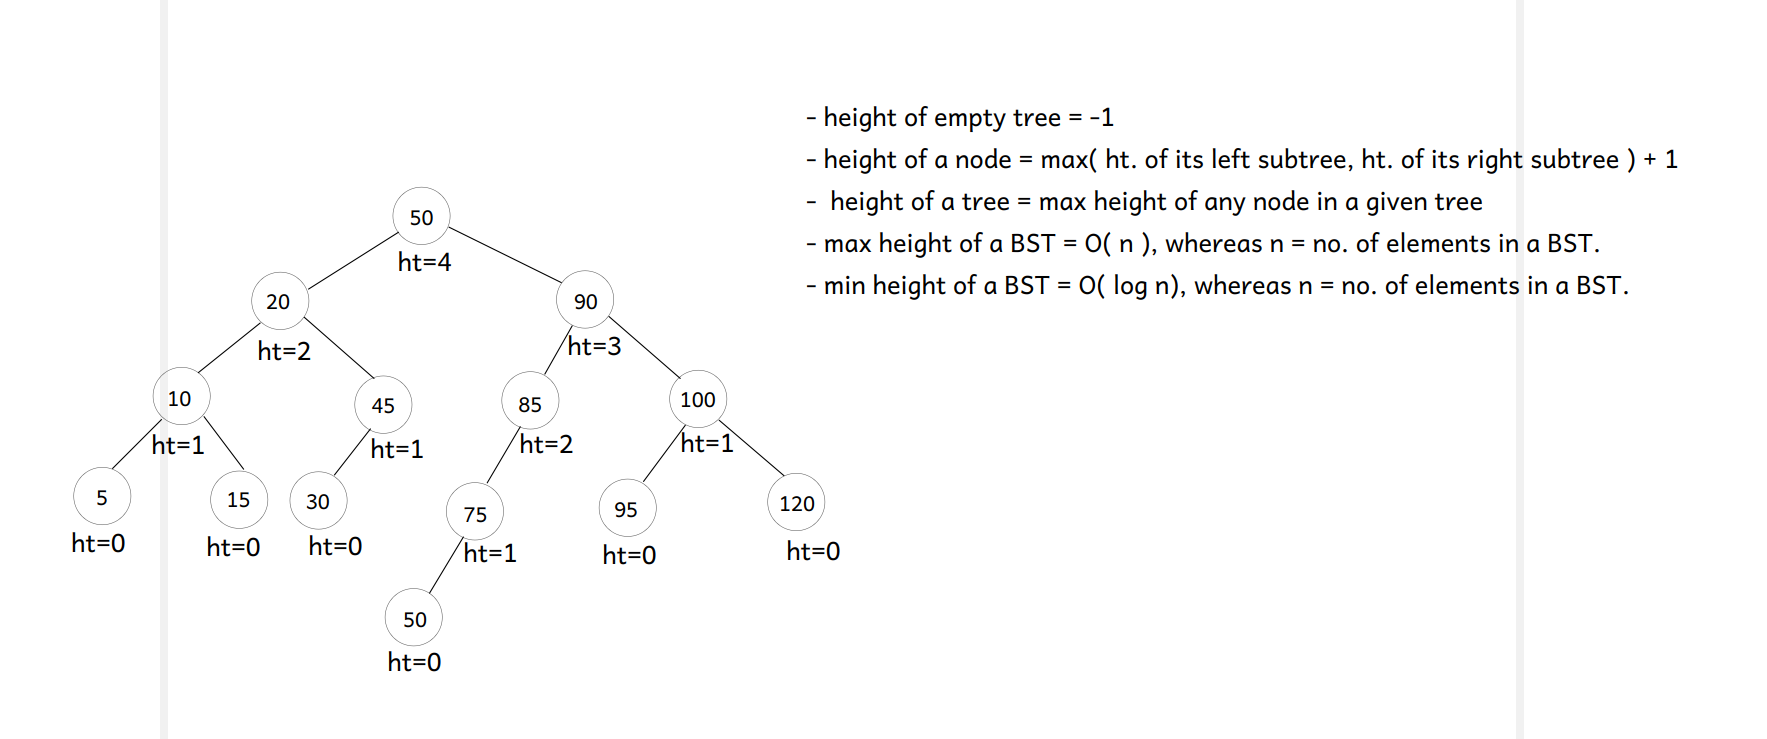 - height of empty tree = -1
- height of a node = max( ht. of its left subtree, ht. of its right subtree ) + 1
- height of a tree = max height of any node in a given tree
- max height of a BST = O( n ), whereas n = no. of elements in a BST.
- min height of a BST = O( log n), whereas n = no. of elements in a BST.
50
ht=4
20
90
ht=2
ht=3
10
45
85
100
ht=1
ht=1
ht=2
ht=1
5
15
30
75
95
120
ht=0
ht=0
ht=0
ht=1
ht=0
ht=0
50
ht=0